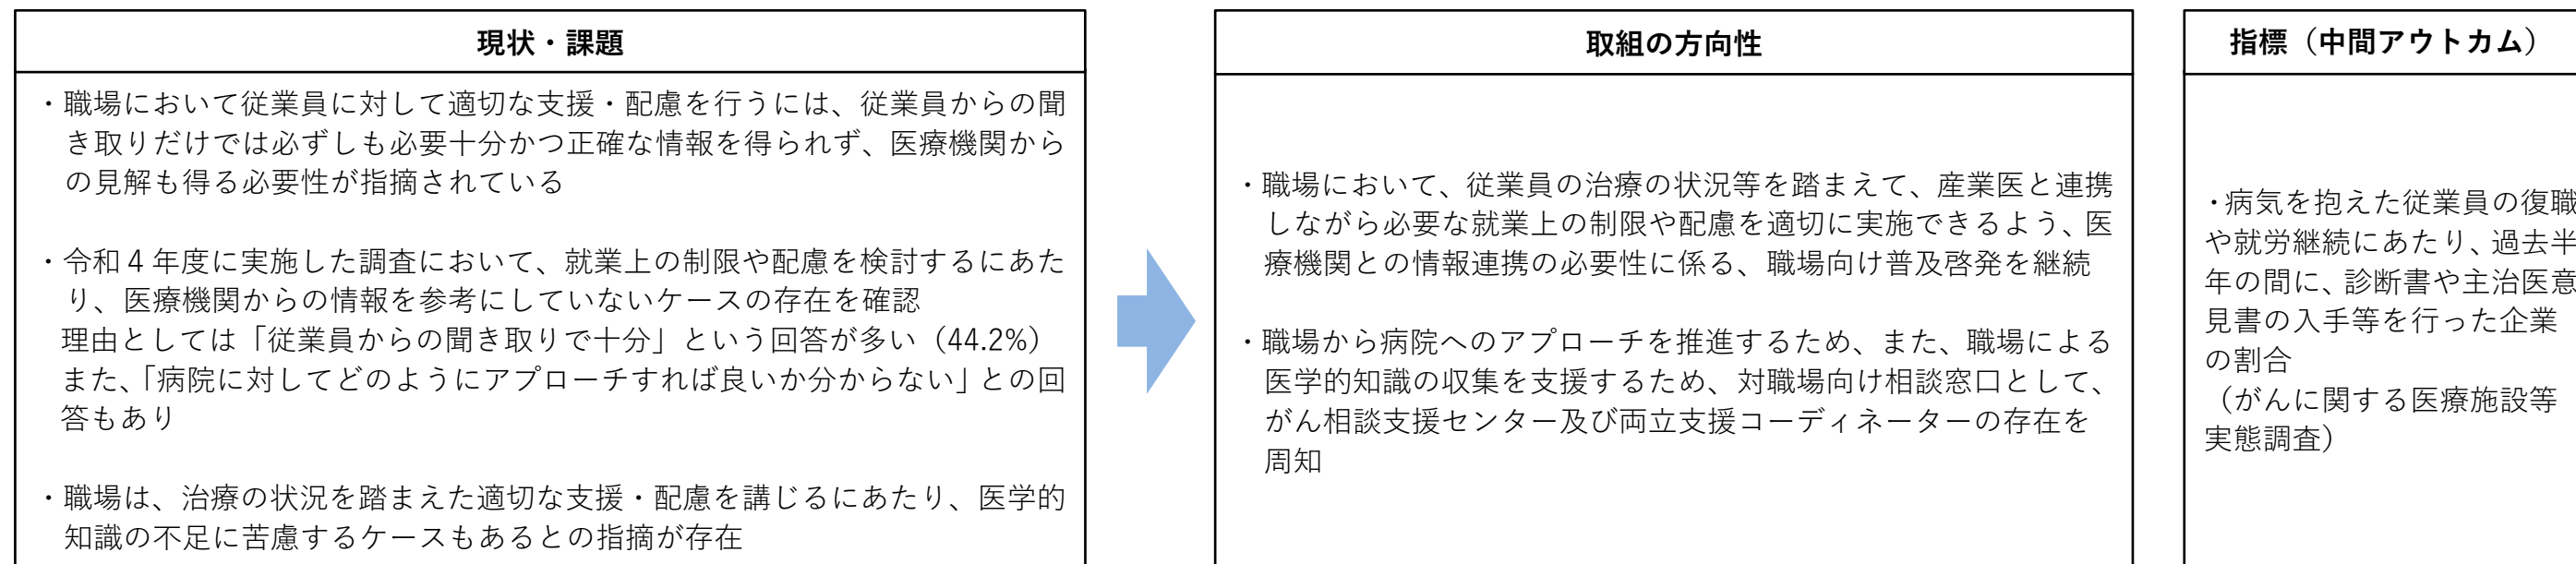 現状・課題
・職場において従業員に対して適切な支援・配慮を行うには、従業員からの聞
き取りだけでは必ずしも必要十分かつ正確な情報を得られず、医療機関から
の見解も得る必要性が指摘されている
・令和４年度に実施した調査において、就業上の制限や配慮を検討するにあた
り、医療機関からの情報を参考にしていないケースの存在を確認
理由としては「従業員からの聞き取りで十分」という回答が多い（44.2%）
また、「病院に対してどのようにアプローチすれば良いか分からない」との回
答もあり
・職場は、治療の状況を踏まえた適切な支援・配慮を講じるにあたり、医学的
知識の不足に苦慮するケースもあるとの指摘が存在
取組の方向性
・職場において、従業員の治療の状況等を踏まえて、産業医と連携
しながら必要な就業上の制限や配慮を適切に実施できるよう、医
療機関との情報連携の必要性に係る、職場向け普及啓発を継続
・職場から病院へのアプローチを推進するため、また、職場による
医学的知識の収集を支援するため、対職場向け相談窓口として、
がん相談支援センター及び両立支援コーディネーターの存在を
周知
指標（中間アウトカム）
・病気を抱えた従業員の復職
や就労継続にあたり、過去半
年の間に、診断書や主治医意
見書の入手等を行った企業
の割合
（がんに関する医療施設等
実態調査）